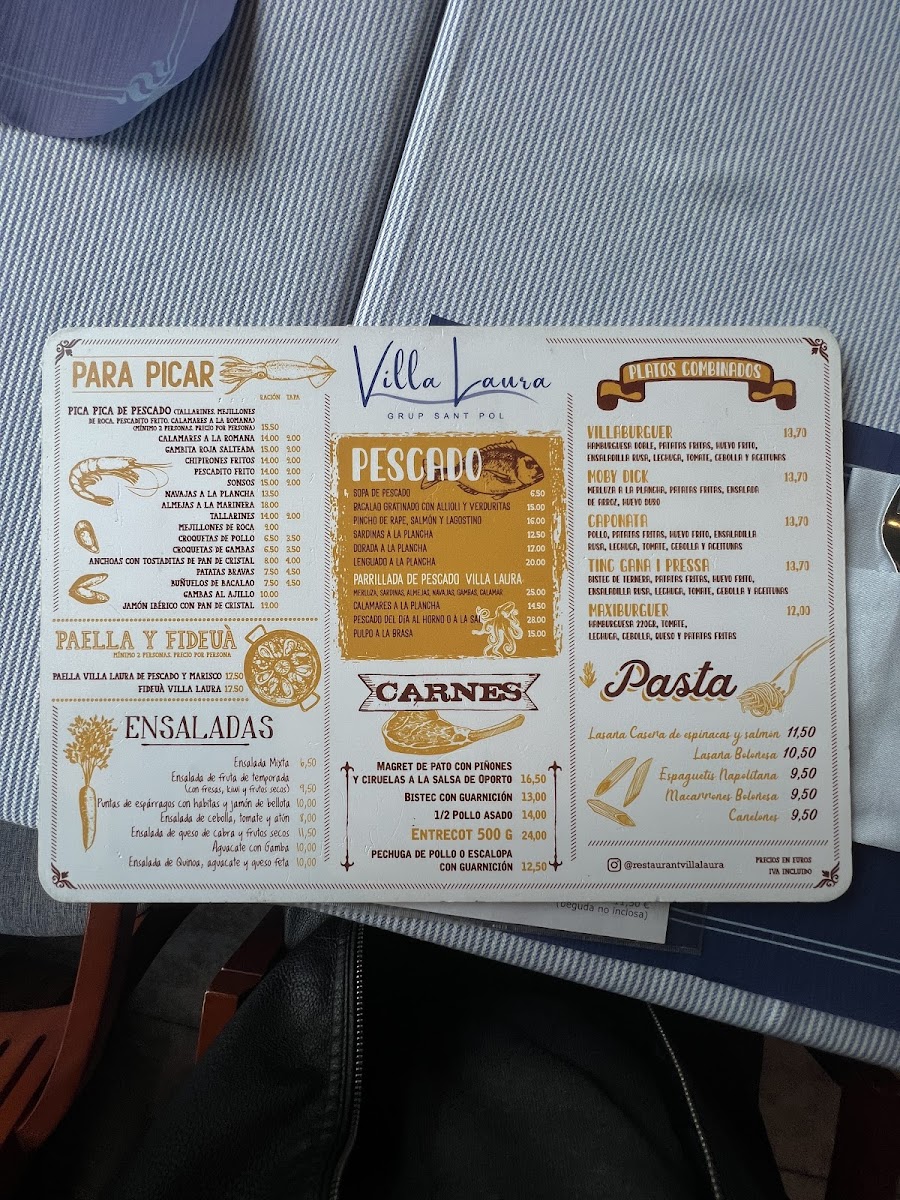 PARA PICAR
RACIÓN TAPA
PICA PICA DE PESCADO (TALLARINES, MEJILLONES
DE ROCA, PESCADITO FRITO, CALAMARES A LA ROMANA)
(MÍNIMO 2 PERSONAS. PRECIO POR PERSONA) 15.50
CALAMARES A LA ROMANA 14.00 9.00
GAMBITA ROJA SALTEADA 15.00 9.00
CHIPIRONES FRITOS 14.00 9.00
PESCADITO FRITO 14.00 9.00
SONSOS 15.00 9.00
NAVAJAS A LA PLANCHA 13.50
ALMEJAS A LA MARINERA 18.00
TALLARINES 14.00 9.00
MEJILLONES DE ROCA 9.00
CROQUETAS DE POLLO 6.50 3.50
CROQUETAS DE GAMBAS 6.50 3.50
ANCHOAS CON TOSTADITAS DE PAN DE CRISTAL 8.00 4.00
PATATAS BRAVAS 7.50 4.50
BUÑUELOS DE BACALAO 7.50 4.50
GAMBAS AL AJILLO 10.00
JAMÓN IBÉRICO CON PAN DE CRISTAL 19.00
PAELLA Y FIDEUÀ
MÍNIMO 2 PERSONAS. PRECIO POR PERSONA
PAELLA VILLA LAURA DE PESCADO Y MARISCO 17.50
FIDEUÀ VILLA LAURA 17.50
ENSALADAS
Ensalada Mixta 6,50
Ensalada de fruta de temporada
(con fresas, kiwi y frutos secos) 9,50
Puntas de espárragos con habitas y jamón de bellota 10,00
Ensalada de cebolla, tomate y atún 8,00
Ensalada de queso de cabra y frutos secos 11,50
Aguacate con Gamba 10,00
Ensalada de Quinoa, aguacate y queso feta 10,00
Villa Laura
GRUP SANT POL
PESCADO
SOPA DE PESCADO 6.50
BACALAO GRATINADO CON ALLIOLI Y VERDURITAS 15.00
PINCHO DE RAPE, SALMÓN Y LAGOSTINO 16.00
SARDINAS A LA PLANCHA 12.50
DORADA A LA PLANCHA 17.00
LENGUADO A LA PLANCHA 20.00
PARRILLADA DE PESCADO VILLA LAURA
MERLUZA, SARDINAS, ALMEJAS, NAVAJAS, GAMBAS, CALAMAR 25.00
CALAMARES A LA PLANCHA 14.50
PESCADO DEL DÍA AL HORNO O A LA SAL 28.00
PULPO A LA BRASA 15.00
CARNES
MAGRET DE PATO CON PIÑONES
Y CIRUELAS A LA SALSA DE OPORTO 16,50
BISTEC CON GUARNICIÓN 13,00
1/2 POLLO ASADO 14,00
ENTRECOT 500 G 24,00
PECHUGA DE POLLO O ESCALOPA
CON GUARNICIÓN 12,50
PLATOS COMBINADOS
VILLABURGUER 13,70
HAMBURGUESA DOBLE, PATATAS FRITAS, HUEVO FRITO,
ENSALADILLA RUSA, LECHUGA, TOMATE, CEBOLLA Y ACEITUNAS
MOBY DICK 13,70
MERLUZA A LA PLANCHA, PATATAS FRITAS, ENSALADA
DE ARROZ, HUEVO DURO
CAPONATA 13,70
POLLO, PATATAS FRITAS, HUEVO FRITO, ENSALADILLA
RUSA, LECHUGA, TOMATE, CEBOLLA Y ACEITUNAS
TINC GANA I PRESSA 13,70
BISTEC DE TERNERA, PATATAS FRITAS, HUEVO FRITO,
ENSALADILLA RUSA, LECHUGA, TOMATE, CEBOLLA Y ACEITUNAS
MAXIBURGUER 12,00
HAMBURGUESA 220GR, TOMATE,
LECHUGA, CEBOLLA, QUESO Y PATATAS FRITAS
Pasta
Lasaña Casera de espinacas y salmón 11,50
Lasaña Boloñesa 10,50
Espaguetis Napolitana 9,50
Macarrones Boloñesa 9,50
Canelones 9,50
@restaurantvillalaura
PRECIOS EN EUROS
IVA INCLUIDO
(beguda no inclosa)